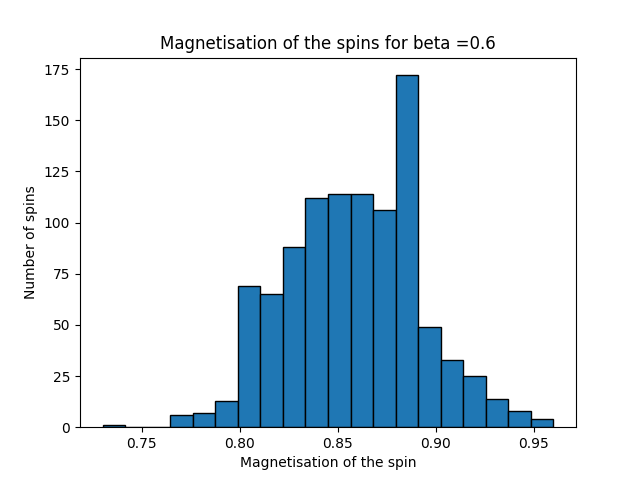 Magnetisation of the spins for beta =0.6
175
150
125
100
75
50
25
0
Number of spins
0.75 0.80 0.85 0.90 0.95
Magnetisation of the spin